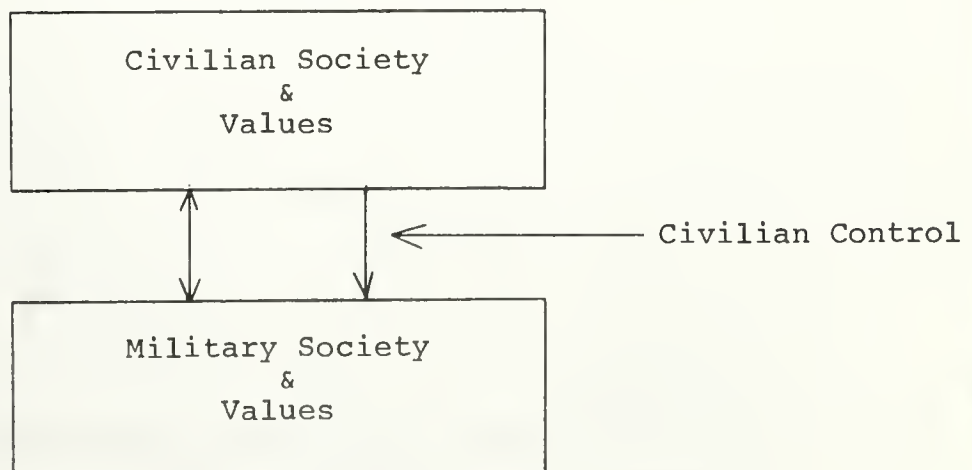 Civilian Society
&
Values
Civilian Control
Military Society
&
Values